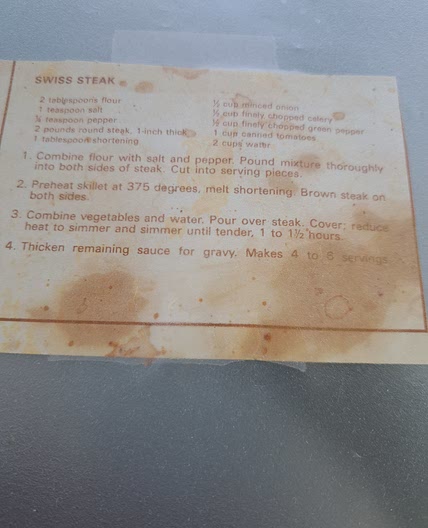 SWISS STEAK
2 tablespoons flour
1 teaspoon salt
¼ teaspoon pepper
2 pounds round steak, 1-inch thick
1 tablespoon shortening
½ cup minced onion
½ cup finely chopped celery
½ cup finely chopped green pepper
1 cup canned tomatoes
2 cups water
1. Combine flour with salt and pepper. Pound mixture thoroughly
into both sides of steak. Cut into serving pieces.
2. Preheat skillet at 375 degrees, melt shortening. Brown steak on
both sides.
3. Combine vegetables and water. Pour over steak. Cover; reduce
heat to simmer and simmer until tender, 1 to 1½ hours.
4. Thicken remaining sauce for gravy. Makes 4 to 6 servings.